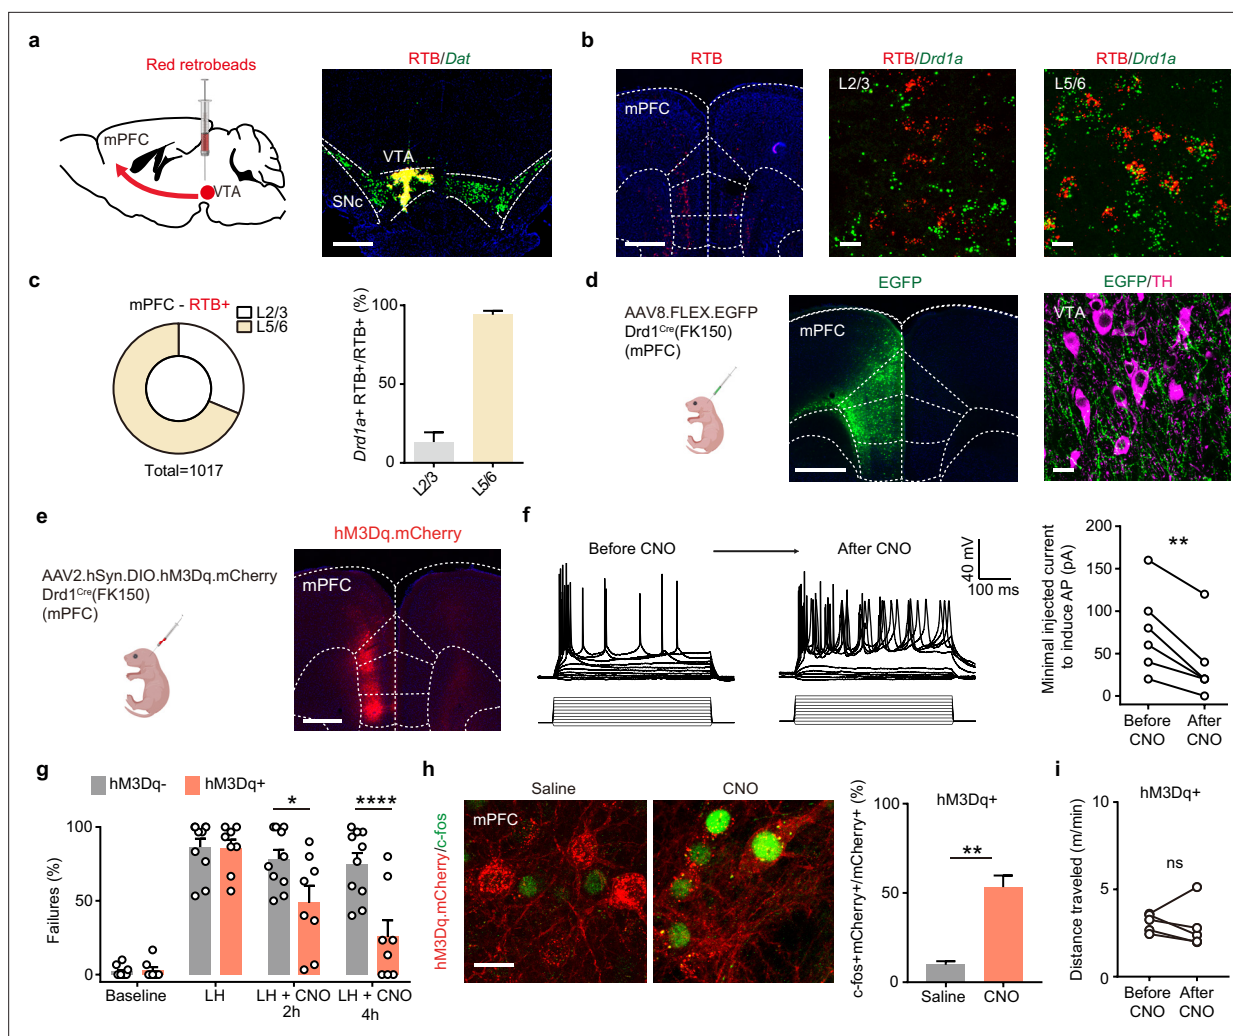 a
Red retrobeads
mPFC
VTA
RTB/Dat
VTA
SNc
b
RTB
mPFC
RTB/Drd1a
L2/3
RTB/Drd1a
L5/6
c
mPFC - RTB+
L2/3
L5/6
Total=1017
Drd1a+ RTB+/RTB+ (%)
100
50
0
L2/3
L5/6
d
AAV8.FLEX.EGFP
Drd1Cre(FK150)
(mPFC)
EGFP
mPFC
EGFP/TH
VTA
e
AAV2.hSyn.DIO.hM3Dq.mCherry
Drd1Cre(FK150)
(mPFC)
hM3Dq.mCherry
mPFC
f
Before CNO
After CNO
40 mV
100 ms
Minimal injected current
to induce AP (pA)
200
150
100
50
0
**
Before
CNO
After
CNO
g
hM3Dq-
hM3Dq+
Failures (%)
100
50
0
*
****
Baseline
LH
LH + CNO
2h
LH + CNO
4h
h
Saline
CNO
hM3Dq.mCherry/c-fos
mPFC
c-fos+mCherry+/mCherry+ (%)
hM3Dq+
100
50
0
**
Saline
CNO
i
hM3Dq+
Distance traveled (m/min)
10
5
0
ns
Before
CNO
After
CNO